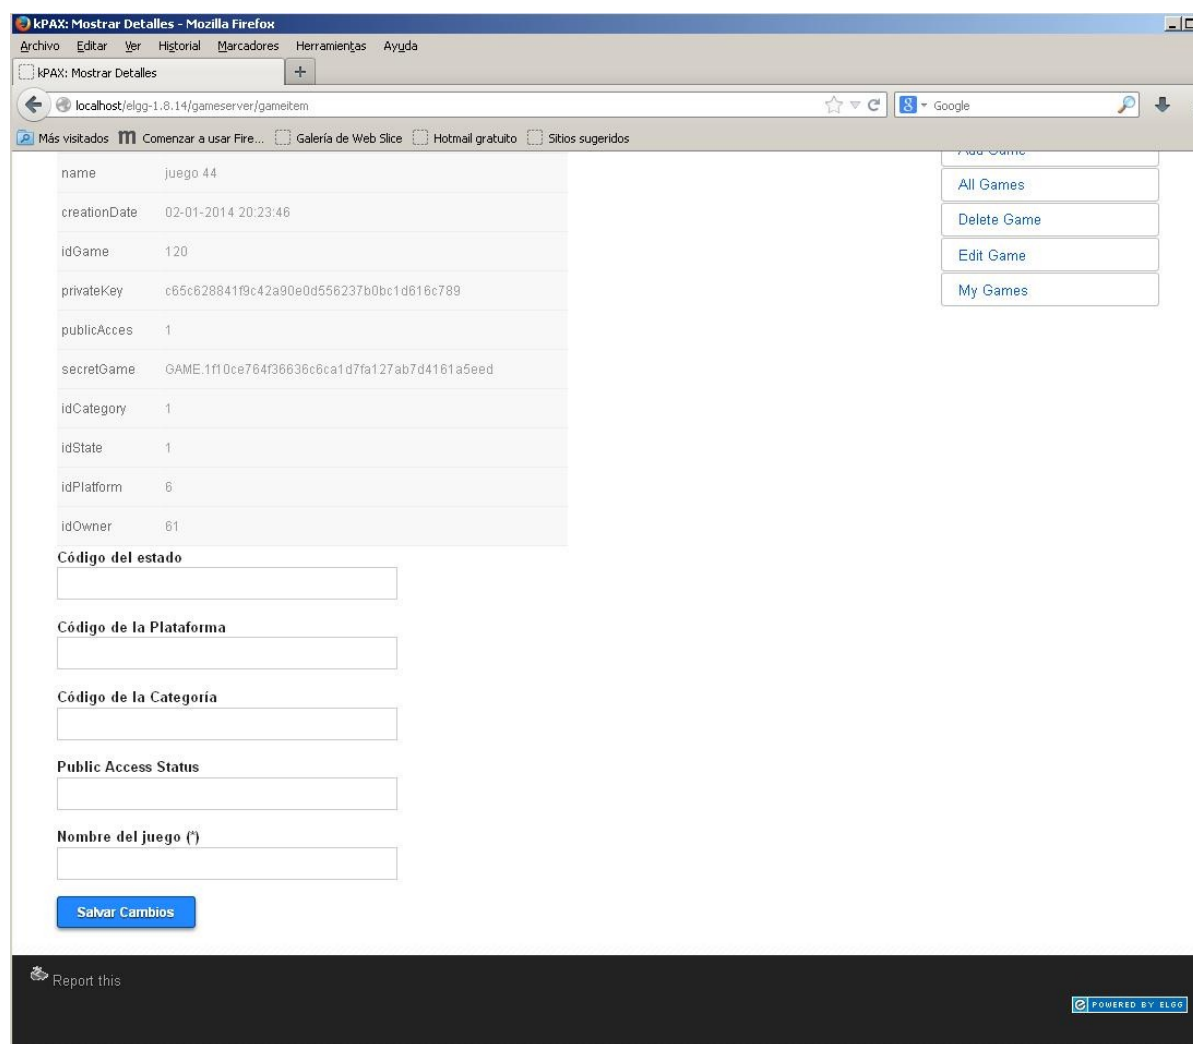 kPAX: Mostrar Detalles - Mozilla Firefox
Archivo Editar Ver Historial Marcadores Herramientas Ayuda
kPAX: Mostrar Detalles
localhost/elgg-1.8.14/gameserver/gameitem
Google
Más visitados Comenzar a usar Fire... Galería de Web Slice Hotmail gratuito Sitios sugeridos
Add Game
name juego 44
All Games
creationDate 02-01-2014 20:23:46
Delete Game
idGame 120
Edit Game
privateKey c65c628841f9c42a90e0d556237b0bc1d616c789
My Games
publicAcces 1
secretGame GAME.1f10ce764f36636c6ca1d7fa127ab7d4161a5eed
idCategory 1
idState 1
idPlatform 6
idOwner 61
Código del estado
Código de la Plataforma
Código de la Categoría
Public Access Status
Nombre del juego (*)
Salvar Cambios
Report this
POWERED BY ELGG